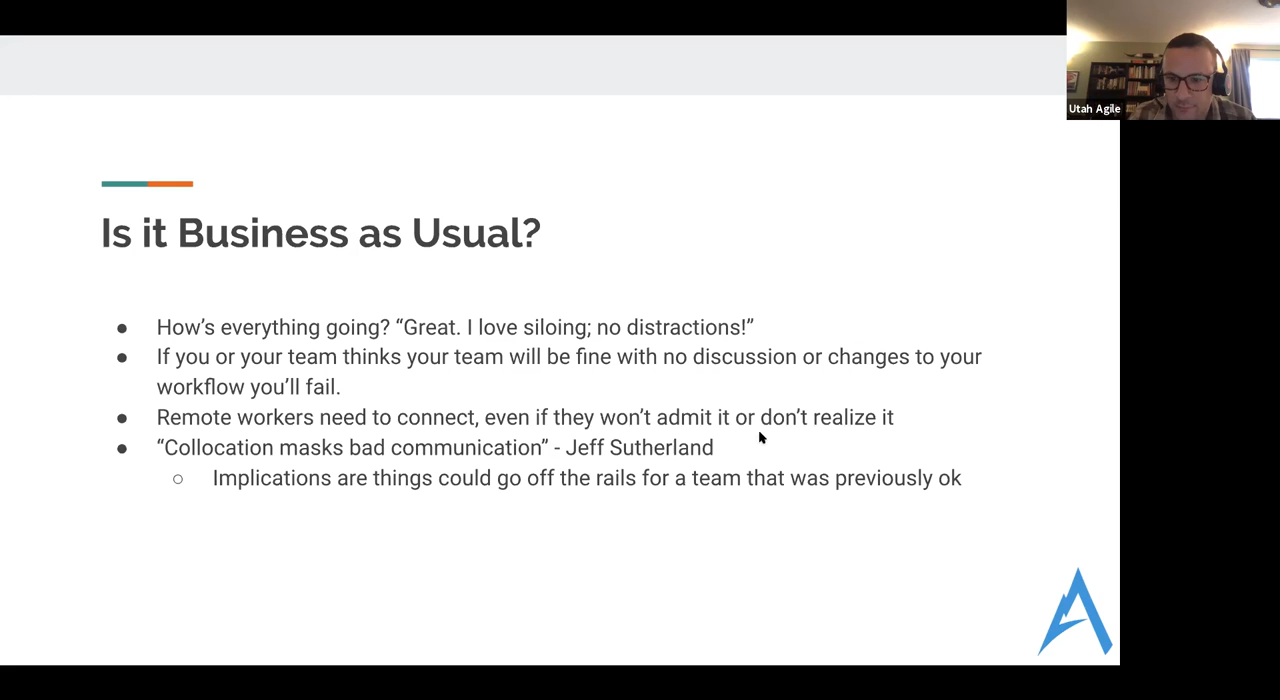 Utah Agile
Is it Business as Usual?
● How’s everything going? “Great. I love siloing; no distractions!”
● If you or your team thinks your team will be fine with no discussion or changes to your
workflow you’ll fail.
● Remote workers need to connect, even if they won’t admit it or don’t realize it
● “Collocation masks bad communication” - Jeff Sutherland
○ Implications are things could go off the rails for a team that was previously ok